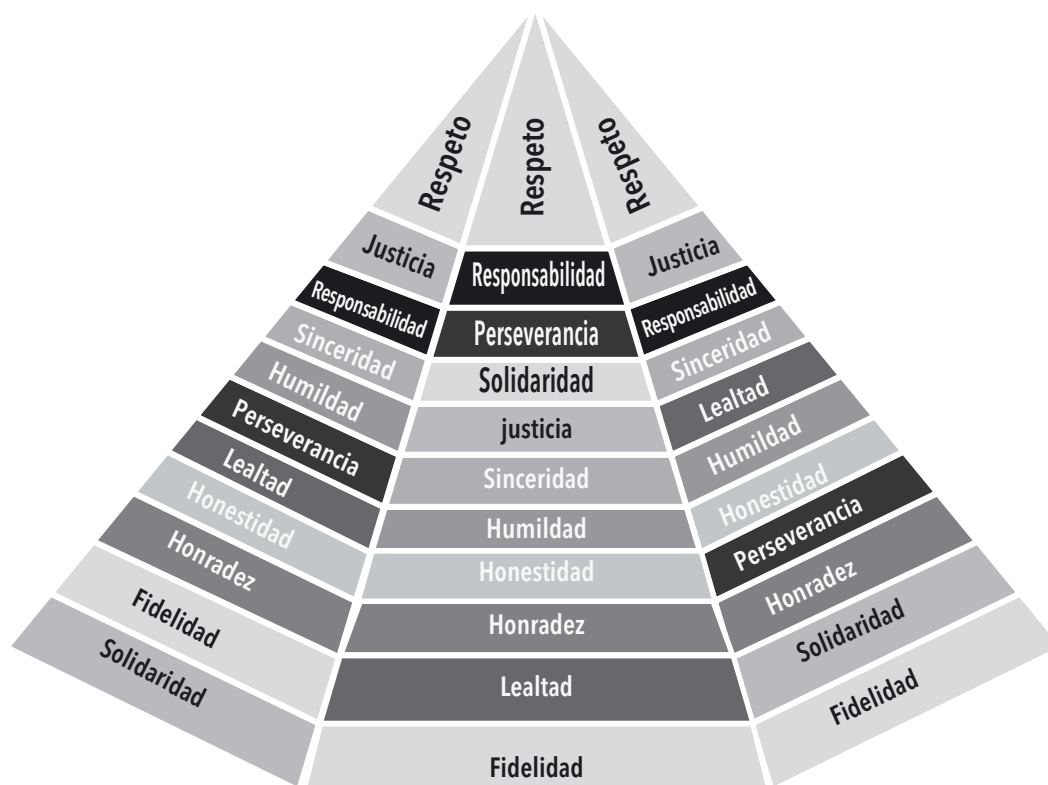 Respeto
Justicia
Responsabilidad
Sinceridad
Humildad
Perseverancia
Lealtad
Honestidad
Honradez
Fidelidad
Solidaridad
Respeto
Responsabilidad
Perseverancia
Solidaridad
justicia
Sinceridad
Humildad
Honestidad
Honradez
Lealtad
Fidelidad
Respeto
Justicia
Responsabilidad
Sinceridad
Lealtad
Humildad
Honestidad
Perseverancia
Honradez
Solidaridad
Fidelidad